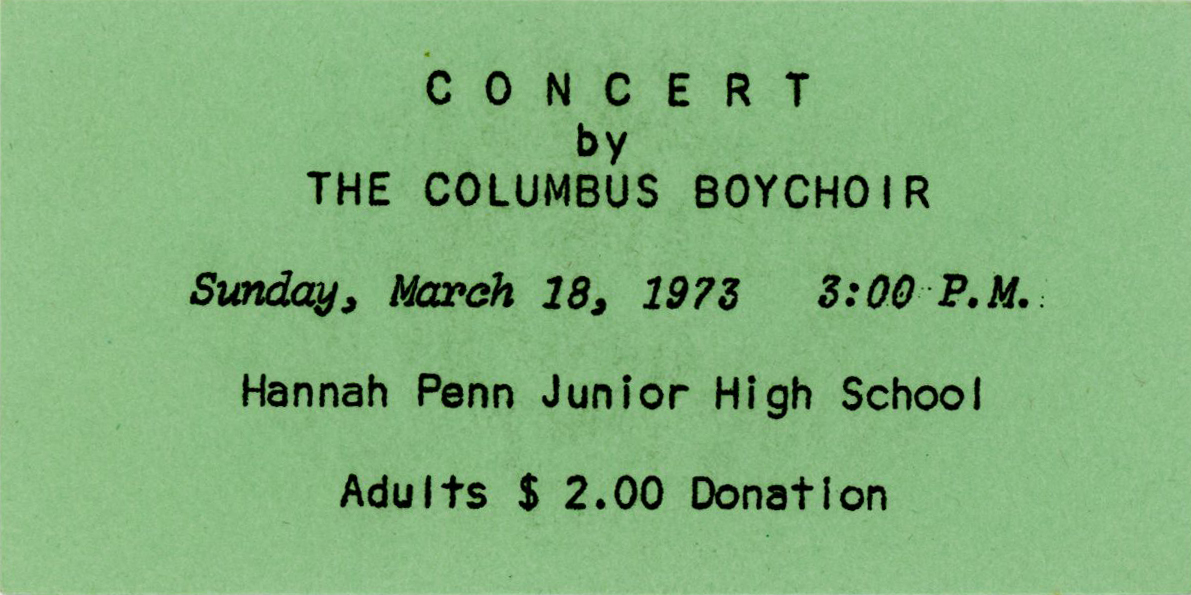 CONCERT
by
THE COLUMBUS BOYCHOIR
Sunday, March 18, 1973 3:00 P.M.
Hannah Penn Junior High School
Adults $ 2.00 Donation